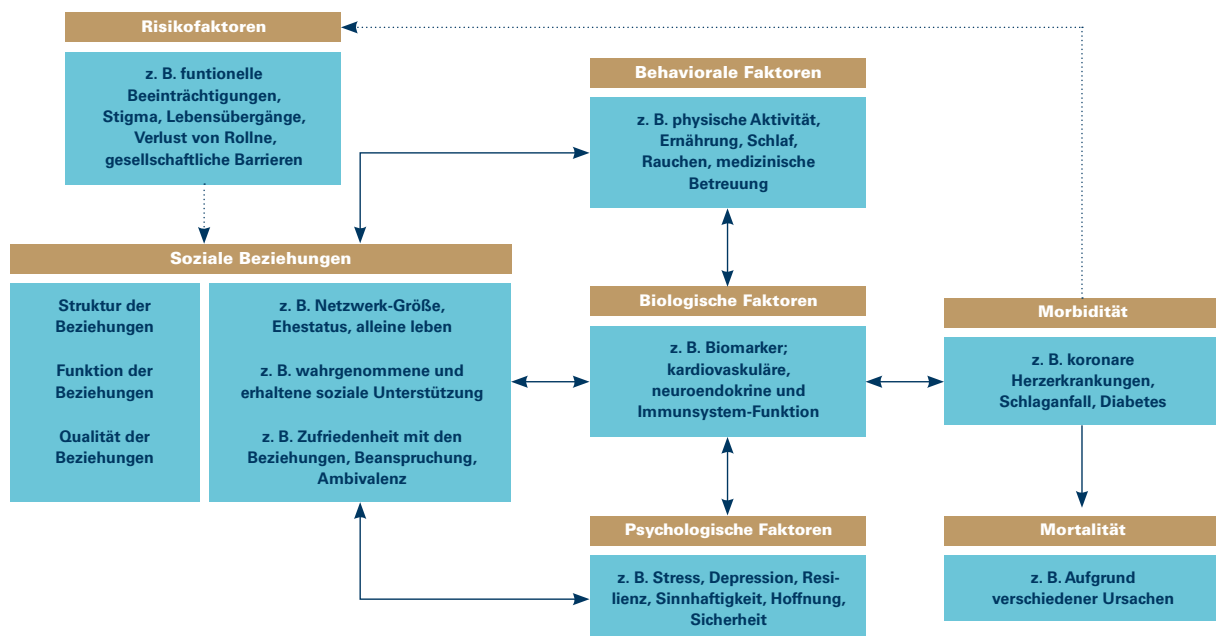 Risikofaktoren
z. B. funtionelle
Beeinträchtigungen,
Stigma, Lebensübergänge,
Verlust von Rollne,
gesellschaftliche Barrieren
Behaviorale Faktoren
z. B. physische Aktivität,
Ernährung, Schlaf,
Rauchen, medizinische
Betreuung
Soziale Beziehungen
Struktur der
Beziehungen
z. B. Netzwerk-Größe,
Ehestatus, alleine leben
Funktion der
Beziehungen
z. B. wahrgenommene und
erhaltene soziale Unterstützung
Qualität der
Beziehungen
z. B. Zufriedenheit mit den
Beziehungen, Beanspruchung,
Ambivalenz
Biologische Faktoren
z. B. Biomarker;
kardiovaskuläre,
neuroendokrine und
Immunsystem-Funktion
Morbidität
z. B. koronare
Herzerkrankungen,
Schlaganfall, Diabetes
Psychologische Faktoren
z. B. Stress, Depression, Resi-
lienz, Sinnhaftigkeit, Hoffnung,
Sicherheit
Mortalität
z. B. Aufgrund
verschiedener Ursachen